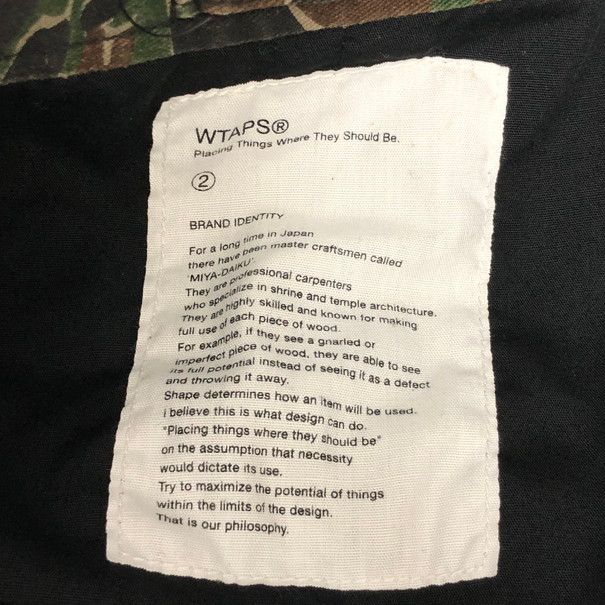 WTAPS®
Placing Things Where They Should Be.
②
BRAND IDENTITY
For a long time in Japan
there have been master craftsmen called
'MIYA-DAIKU'.
They are professional carpenters
who specialize in shrine and temple architecture.
They are highly skilled and known for making
full use of each piece of wood.
For example, if they see a gnarled or
imperfect piece of wood, they are able to see
its full potential instead of seeing it as a defect
and throwing it away.
Shape determines how an item will be used.
i believe this is what design can do.
"Placing things where they should be"
on the assumption that necessity
would dictate its use.
Try to maximize the potential of things
within the limits of the design.
That is our philosophy.